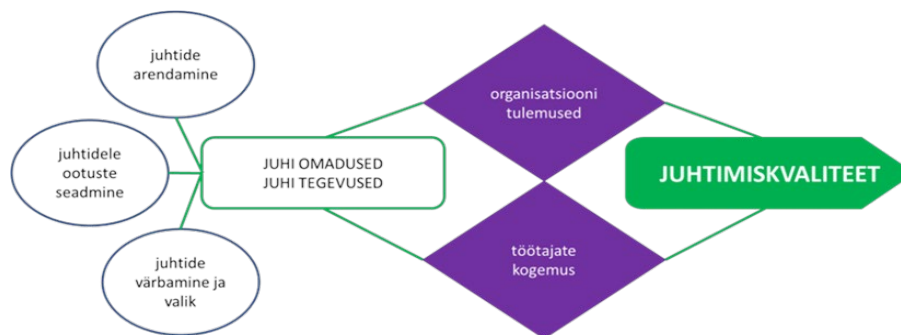 juhtide
arendamine
juhtidele
ootuste
seadmine
juhtide
värbamine ja
valik
JUHI OMADUSED
JUHI TEGEVUSED
organisatsiooni
tulemused
töötajate
kogemus
JUHTIMISKVALITEET